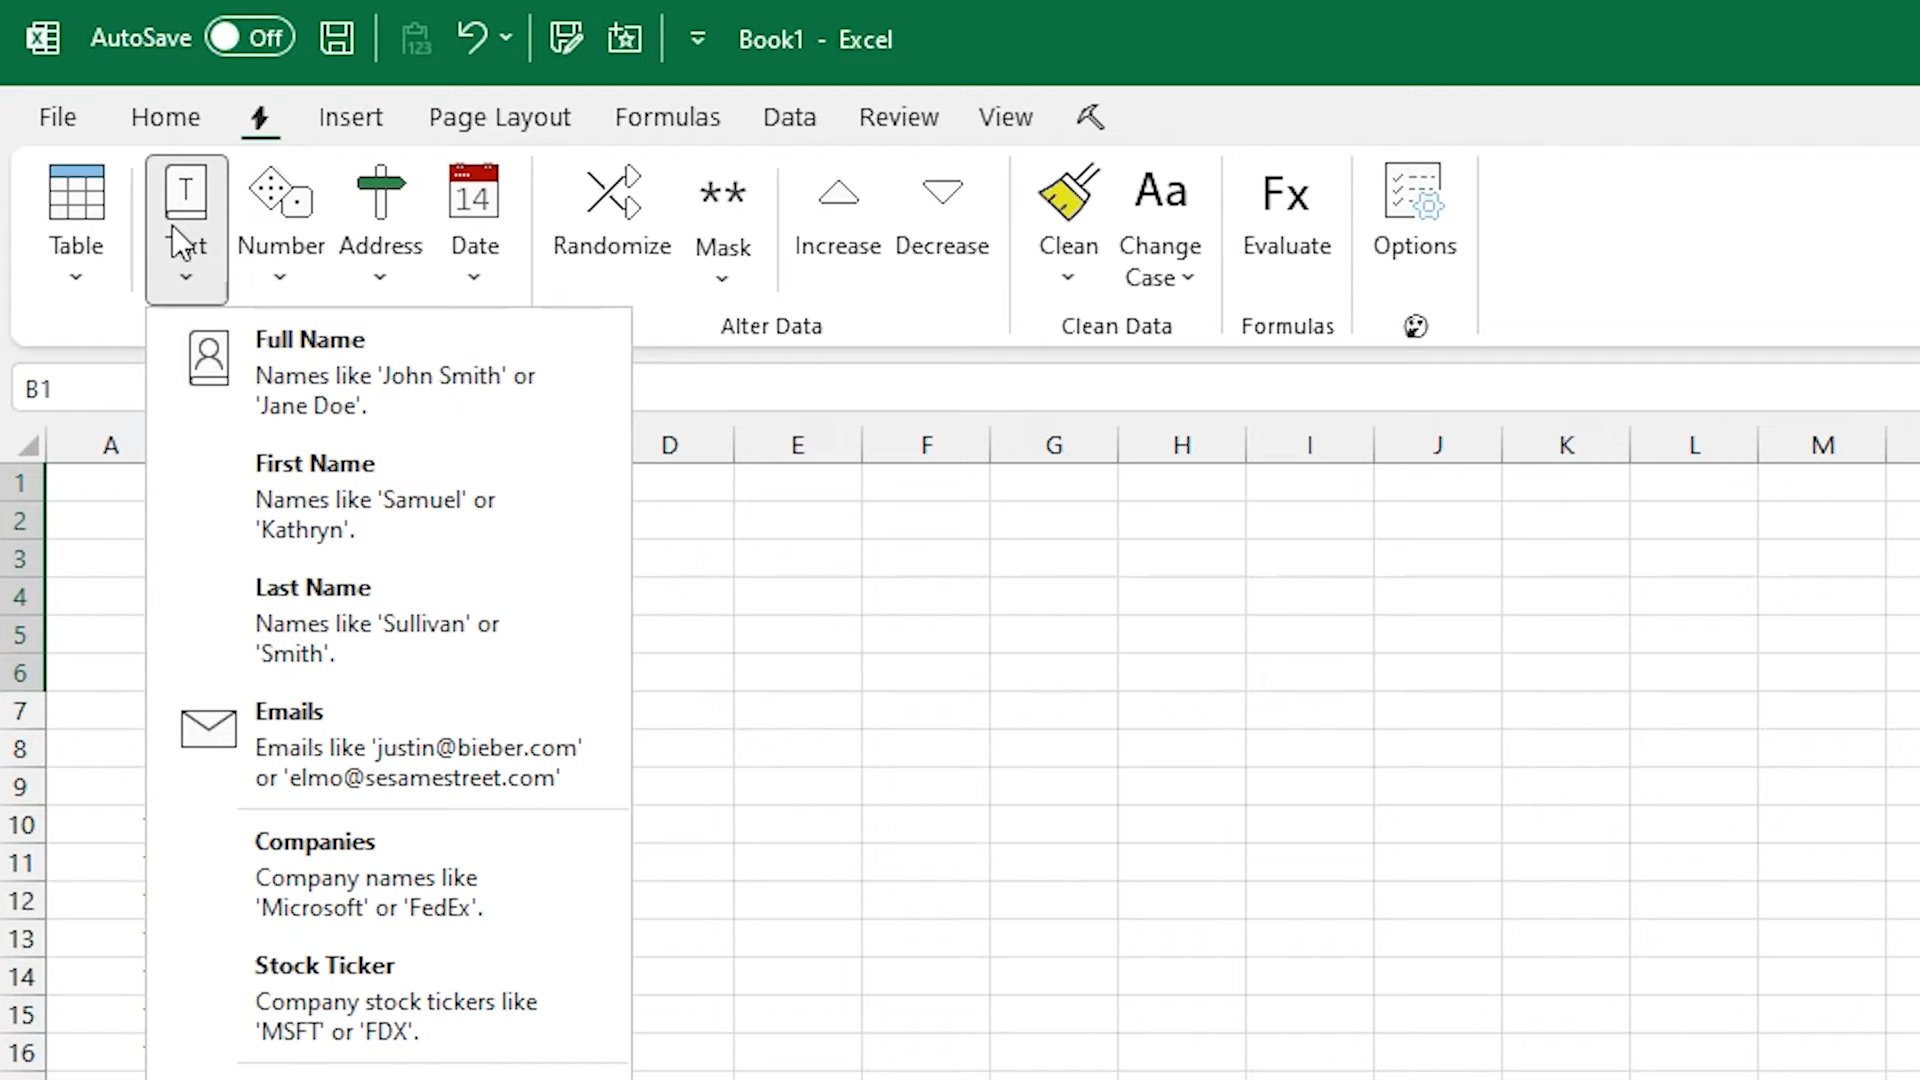 AutoSave Off 123 Book1 - Excel
File Home Insert Page Layout Formulas Data Review View
T 14 ** Aa Fx
Table Number Address Date Randomize Mask Increase Decrease Clean Change Case Evaluate Options
Alter Data Clean Data Formulas
B1
A D E F G H I J K L M
1
2
3
4
5
6
7
8
9
10
11
12
13
14
15
16
Full Name
Names like 'John Smith' or
'Jane Doe'.
First Name
Names like 'Samuel' or
'Kathryn'.
Last Name
Names like 'Sullivan' or
'Smith'.
Emails
Emails like 'justin@bieber.com'
or 'elmo@sesamestreet.com'
Companies
Company names like
'Microsoft' or 'FedEx'.
Stock Ticker
Company stock tickers like
'MSFT' or 'FDX'.